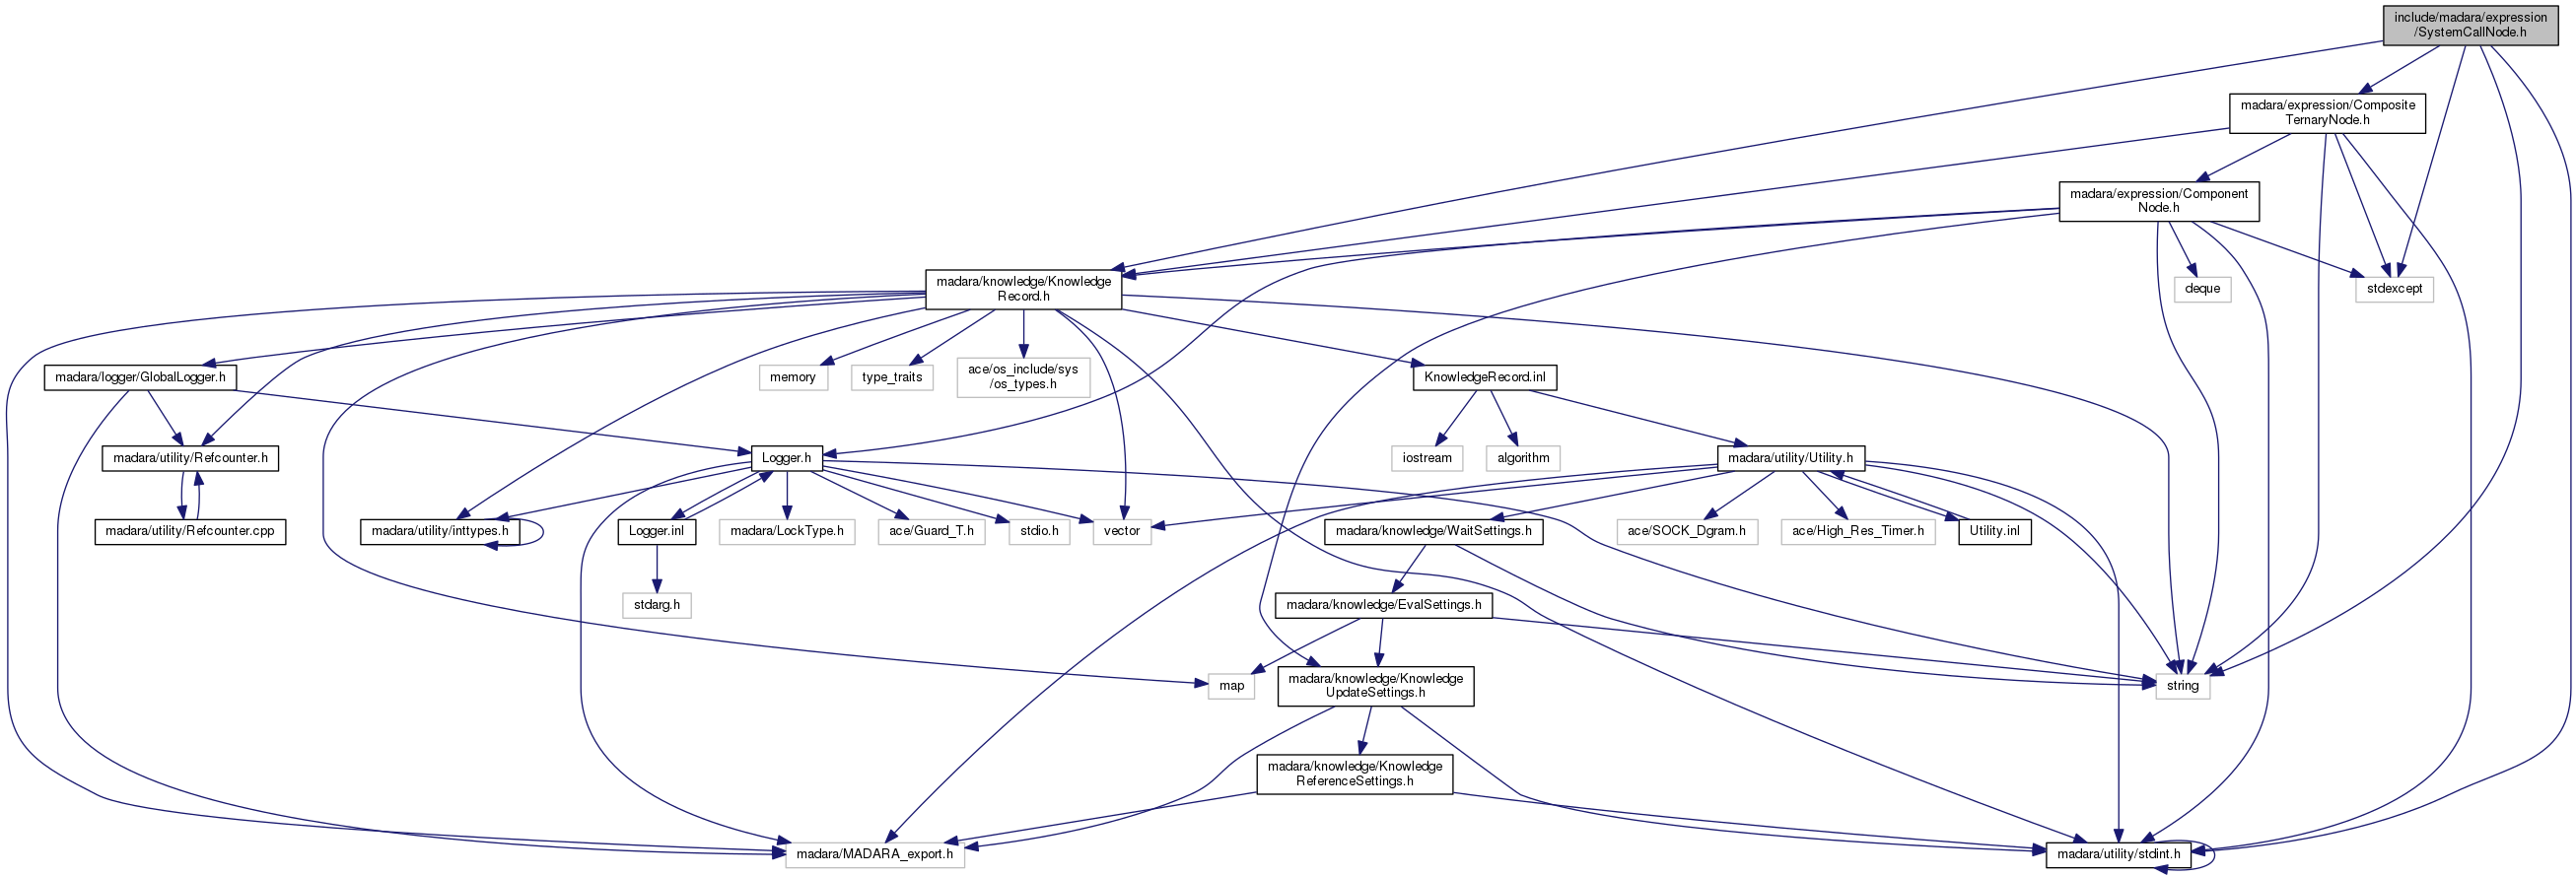 include/madara/expression
/SystemCallNode.h
madara/expression/Composite
TernaryNode.h
madara/expression/Component
Node.h
madara/knowledge/Knowledge
Record.h
deque
stdexcept
madara/logger/GlobalLogger.h
memory
type_traits
ace/os_include/sys
/os_types.h
KnowledgeRecord.inl
madara/utility/Refcounter.h
Logger.h
iostream
algorithm
madara/utility/Utility.h
madara/utility/Refcounter.cpp
madara/utility/inttypes.h
Logger.inl
madara/LockType.h
ace/Guard_T.h
stdio.h
vector
madara/knowledge/WaitSettings.h
ace/SOCK_Dgram.h
ace/High_Res_Timer.h
Utility.inl
stdarg.h
madara/knowledge/EvalSettings.h
map
madara/knowledge/Knowledge
UpdateSettings.h
string
madara/knowledge/Knowledge
ReferenceSettings.h
madara/MADARA_export.h
madara/utility/stdint.h